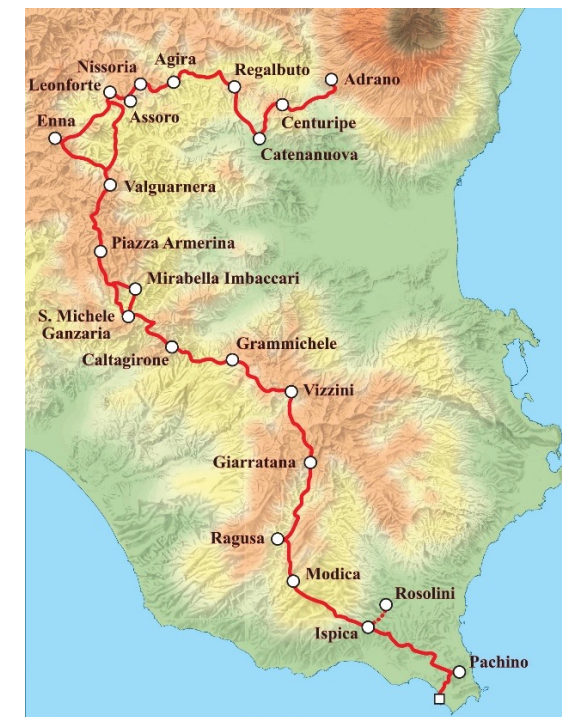 Agira
Nissoria
Regalbuto
Adrano
Leonforte
Assoro
Centuripe
Enna
Catenanuova
Valguarnera
Piazza Armerina
Mirabella Imbaccari
S. Michele
Ganzaria
Grammichele
Caltagirone
Vizzini
Giarratana
Ragusa
Modica
Rosolini
Ispica
Pachino